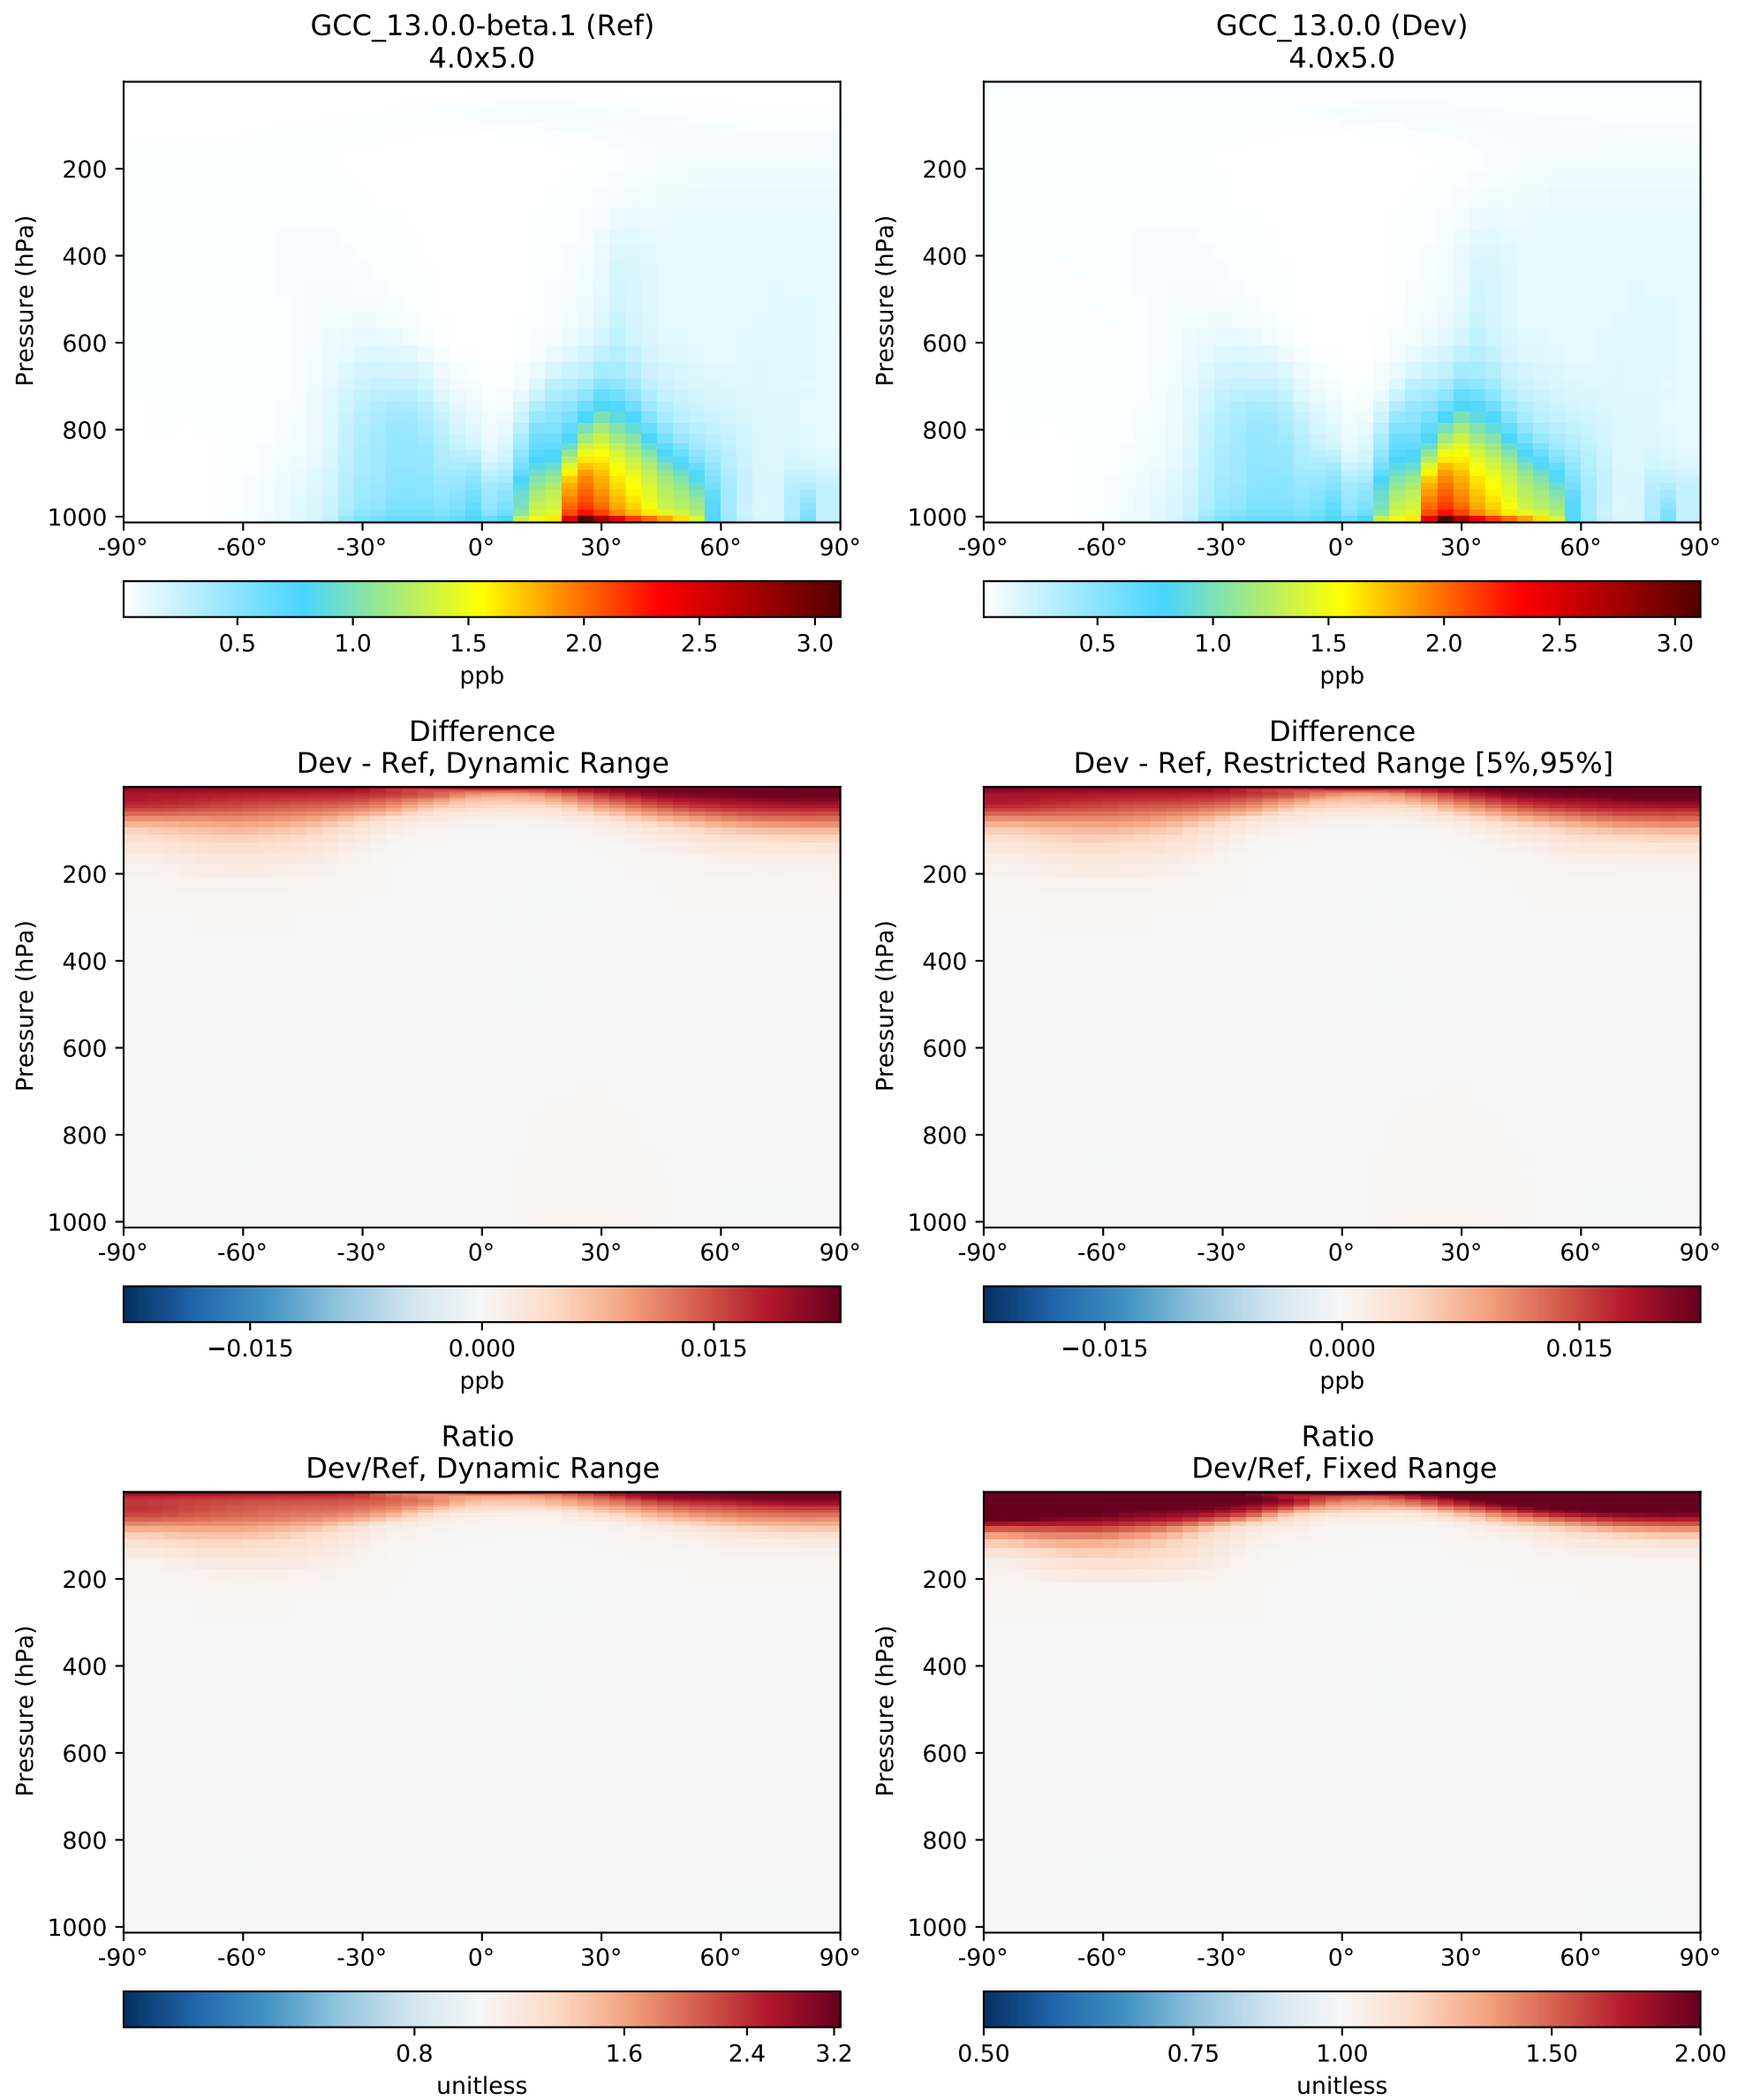 GCC_13.0.0-beta.1 (Ref)
4.0x5.0
Pressure (hPa)
200
400
600
800
1000
-90° -60° -30° 0° 30° 60° 90°
0.5 1.0 1.5 2.0 2.5 3.0
ppb
GCC_13.0.0 (Dev)
4.0x5.0
Pressure (hPa)
200
400
600
800
1000
-90° -60° -30° 0° 30° 60° 90°
0.5 1.0 1.5 2.0 2.5 3.0
ppb
Difference
Dev - Ref, Dynamic Range
Pressure (hPa)
200
400
600
800
1000
-90° -60° -30° 0° 30° 60° 90°
−0.015 0.000 0.015
ppb
Difference
Dev - Ref, Restricted Range [5%,95%]
Pressure (hPa)
200
400
600
800
1000
-90° -60° -30° 0° 30° 60° 90°
−0.015 0.000 0.015
ppb
Ratio
Dev/Ref, Dynamic Range
Pressure (hPa)
200
400
600
800
1000
-90° -60° -30° 0° 30° 60° 90°
0.8 1.6 2.4 3.2
unitless
Ratio
Dev/Ref, Fixed Range
Pressure (hPa)
200
400
600
800
1000
-90° -60° -30° 0° 30° 60° 90°
0.50 0.75 1.00 1.50 2.00
unitless